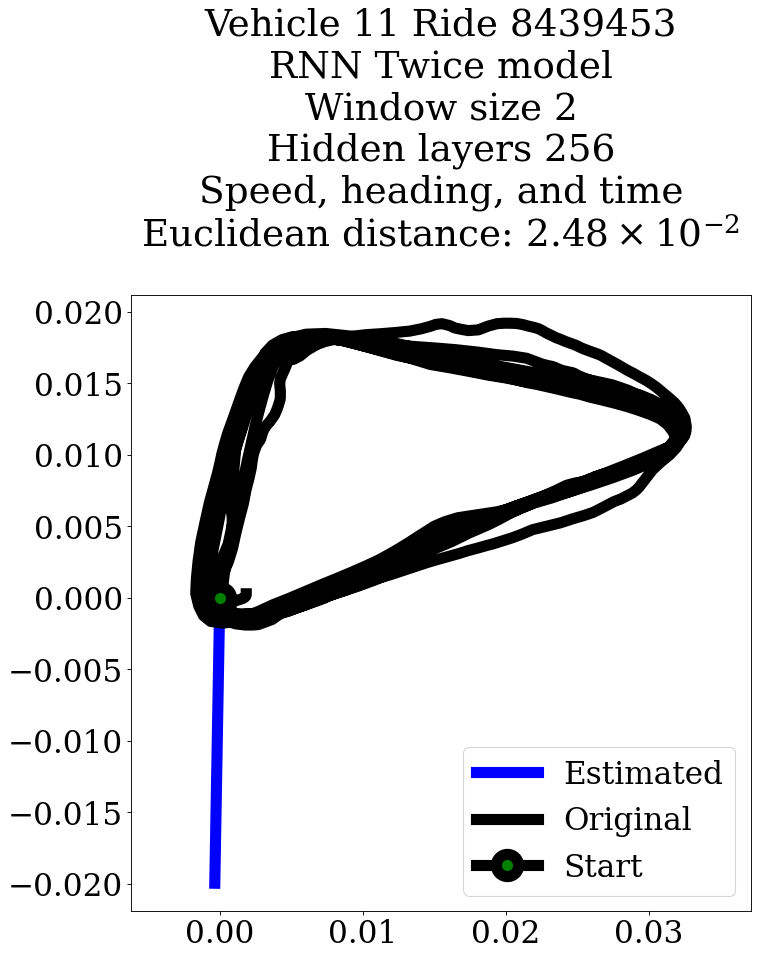 Vehicle 11 Ride 8439453
RNN Twice model
Window size 2
Hidden layers 256
Speed, heading, and time
Euclidean distance: 2.48 × 10⁻²
0.020
0.015
0.010
0.005
0.000
−0.005
−0.010
−0.015
−0.020
Estimated
Original
Start
0.00 0.01 0.02 0.03